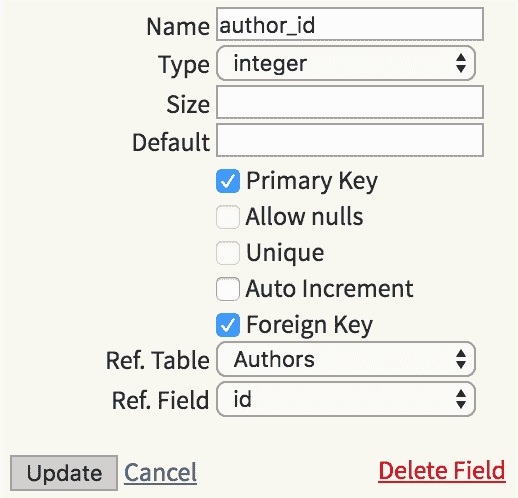 Name author_id
Type integer
Size
Default
Primary Key
Allow nulls
Unique
Auto Increment
Foreign Key
Ref. Table Authors
Ref. Field id
Update Cancel Delete Field